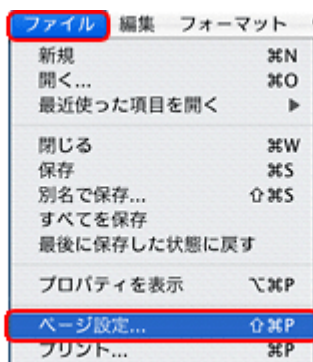 ファイル 編集 フォーマット
新規 ⌘N
開く... ⌘O
最近使った項目を開く ▶
閉じる ⌘W
保存 ⌘S
別名で保存... ⇧⌘S
すべてを保存
最後に保存した状態に戻す
プロパティを表示 ⌥⌘P
ページ設定... ⇧⌘P
プリント... ⌘P